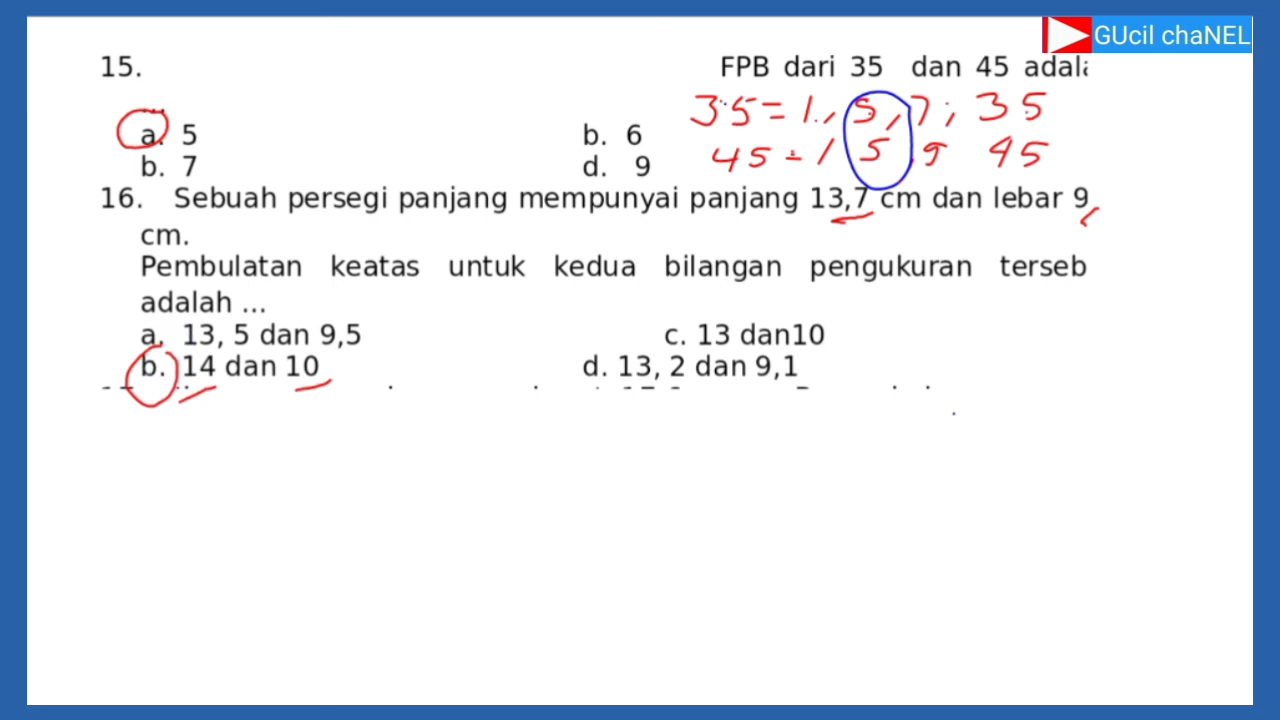 GUcil chaNEL
15. FPB dari 35 dan 45 adala
...
35 = 1, 5, 7, 35
a. 5 b. 6
45 = 1 5 9 45
b. 7 d. 9
16. Sebuah persegi panjang mempunyai panjang 13,7 cm dan lebar 9,
cm.
Pembulatan keatas untuk kedua bilangan pengukuran terseb
adalah ...
a. 13, 5 dan 9,5 c. 13 dan10
b. 14 dan 10 d. 13, 2 dan 9,1